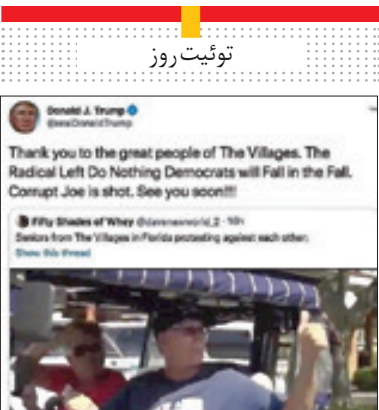 توئیت روز
Donald J. Trump
@realDonaldTrump
Thank you to the great people of The Villages. The
Radical Left Do Nothing Democrats will Fall in the Fall.
Corrupt Joe is shot. See you soon!!!
Fifty Shades of Whey @davenewworld_2 · 10h
Seniors from The Villages in Florida protesting against each other:
Show this thread